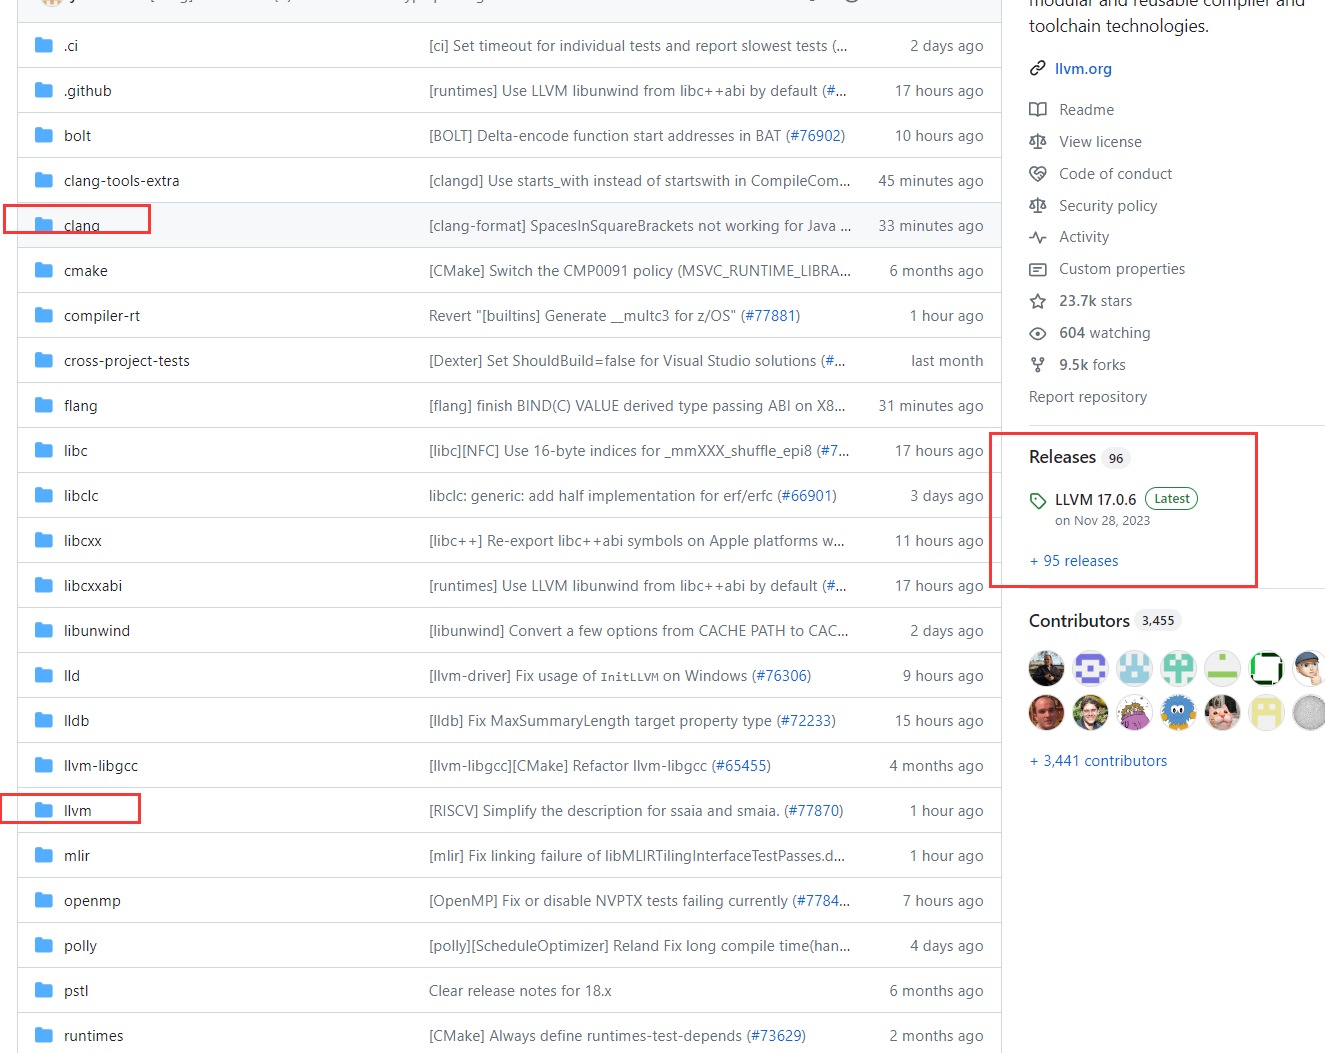 .ci [ci] Set timeout for individual tests and report slowest tests (... 2 days ago
.github [runtimes] Use LLVM libunwind from libc++abi by default (#... 17 hours ago
bolt [BOLT] Delta-encode function start addresses in BAT (#76902) 10 hours ago
clang-tools-extra [clangd] Use starts_with instead of startswith in CompileCom... 45 minutes ago
clang [clang-format] SpacesInSquareBrackets not working for Java ... 33 minutes ago
cmake [CMake] Switch the CMP0091 policy (MSVC_RUNTIME_LIBRA... 6 months ago
compiler-rt Revert "[builtins] Generate __multc3 for z/OS" (#77881) 1 hour ago
cross-project-tests [Dexter] Set ShouldBuild=false for Visual Studio solutions (#... last month
flang [flang] finish BIND(C) VALUE derived type passing ABI on X8... 31 minutes ago
libc [libc][NFC] Use 16-byte indices for _mmXXX_shuffle_epi8 (#7... 17 hours ago
libclc libclc: generic: add half implementation for erf/erfc (#66901) 3 days ago
libcxx [libc++] Re-export libc++abi symbols on Apple platforms w... 11 hours ago
libcxxabi [runtimes] Use LLVM libunwind from libc++abi by default (#... 17 hours ago
libunwind [libunwind] Convert a few options from CACHE PATH to CAC... 2 days ago
lld [llvm-driver] Fix usage of InitLLVM on Windows (#76306) 9 hours ago
lldb [lldb] Fix MaxSummaryLength target property type (#72233) 15 hours ago
llvm-libgcc [llvm-libgcc][CMake] Refactor llvm-libgcc (#65455) 4 months ago
llvm [RISCV] Simplify the description for ssaia and smaia. (#77870) 1 hour ago
mlir [mlir] Fix linking failure of libMLIRTilingInterfaceTestPasses.d... 1 hour ago
openmp [OpenMP] Fix or disable NVPTX tests failing currently (#7784... 7 hours ago
polly [polly][ScheduleOptimizer] Reland Fix long compile time(han... 4 days ago
pstl Clear release notes for 18.x 6 months ago
runtimes [CMake] Always define runtimes-test-depends (#73629) 2 months ago
modular and reusable compiler and
toolchain technologies.
llvm.org
Readme
View license
Code of conduct
Security policy
Activity
Custom properties
23.7k stars
604 watching
9.5k forks
Report repository
Releases 96
LLVM 17.0.6 Latest
on Nov 28, 2023
+ 95 releases
Contributors 3,455
+ 3,441 contributors